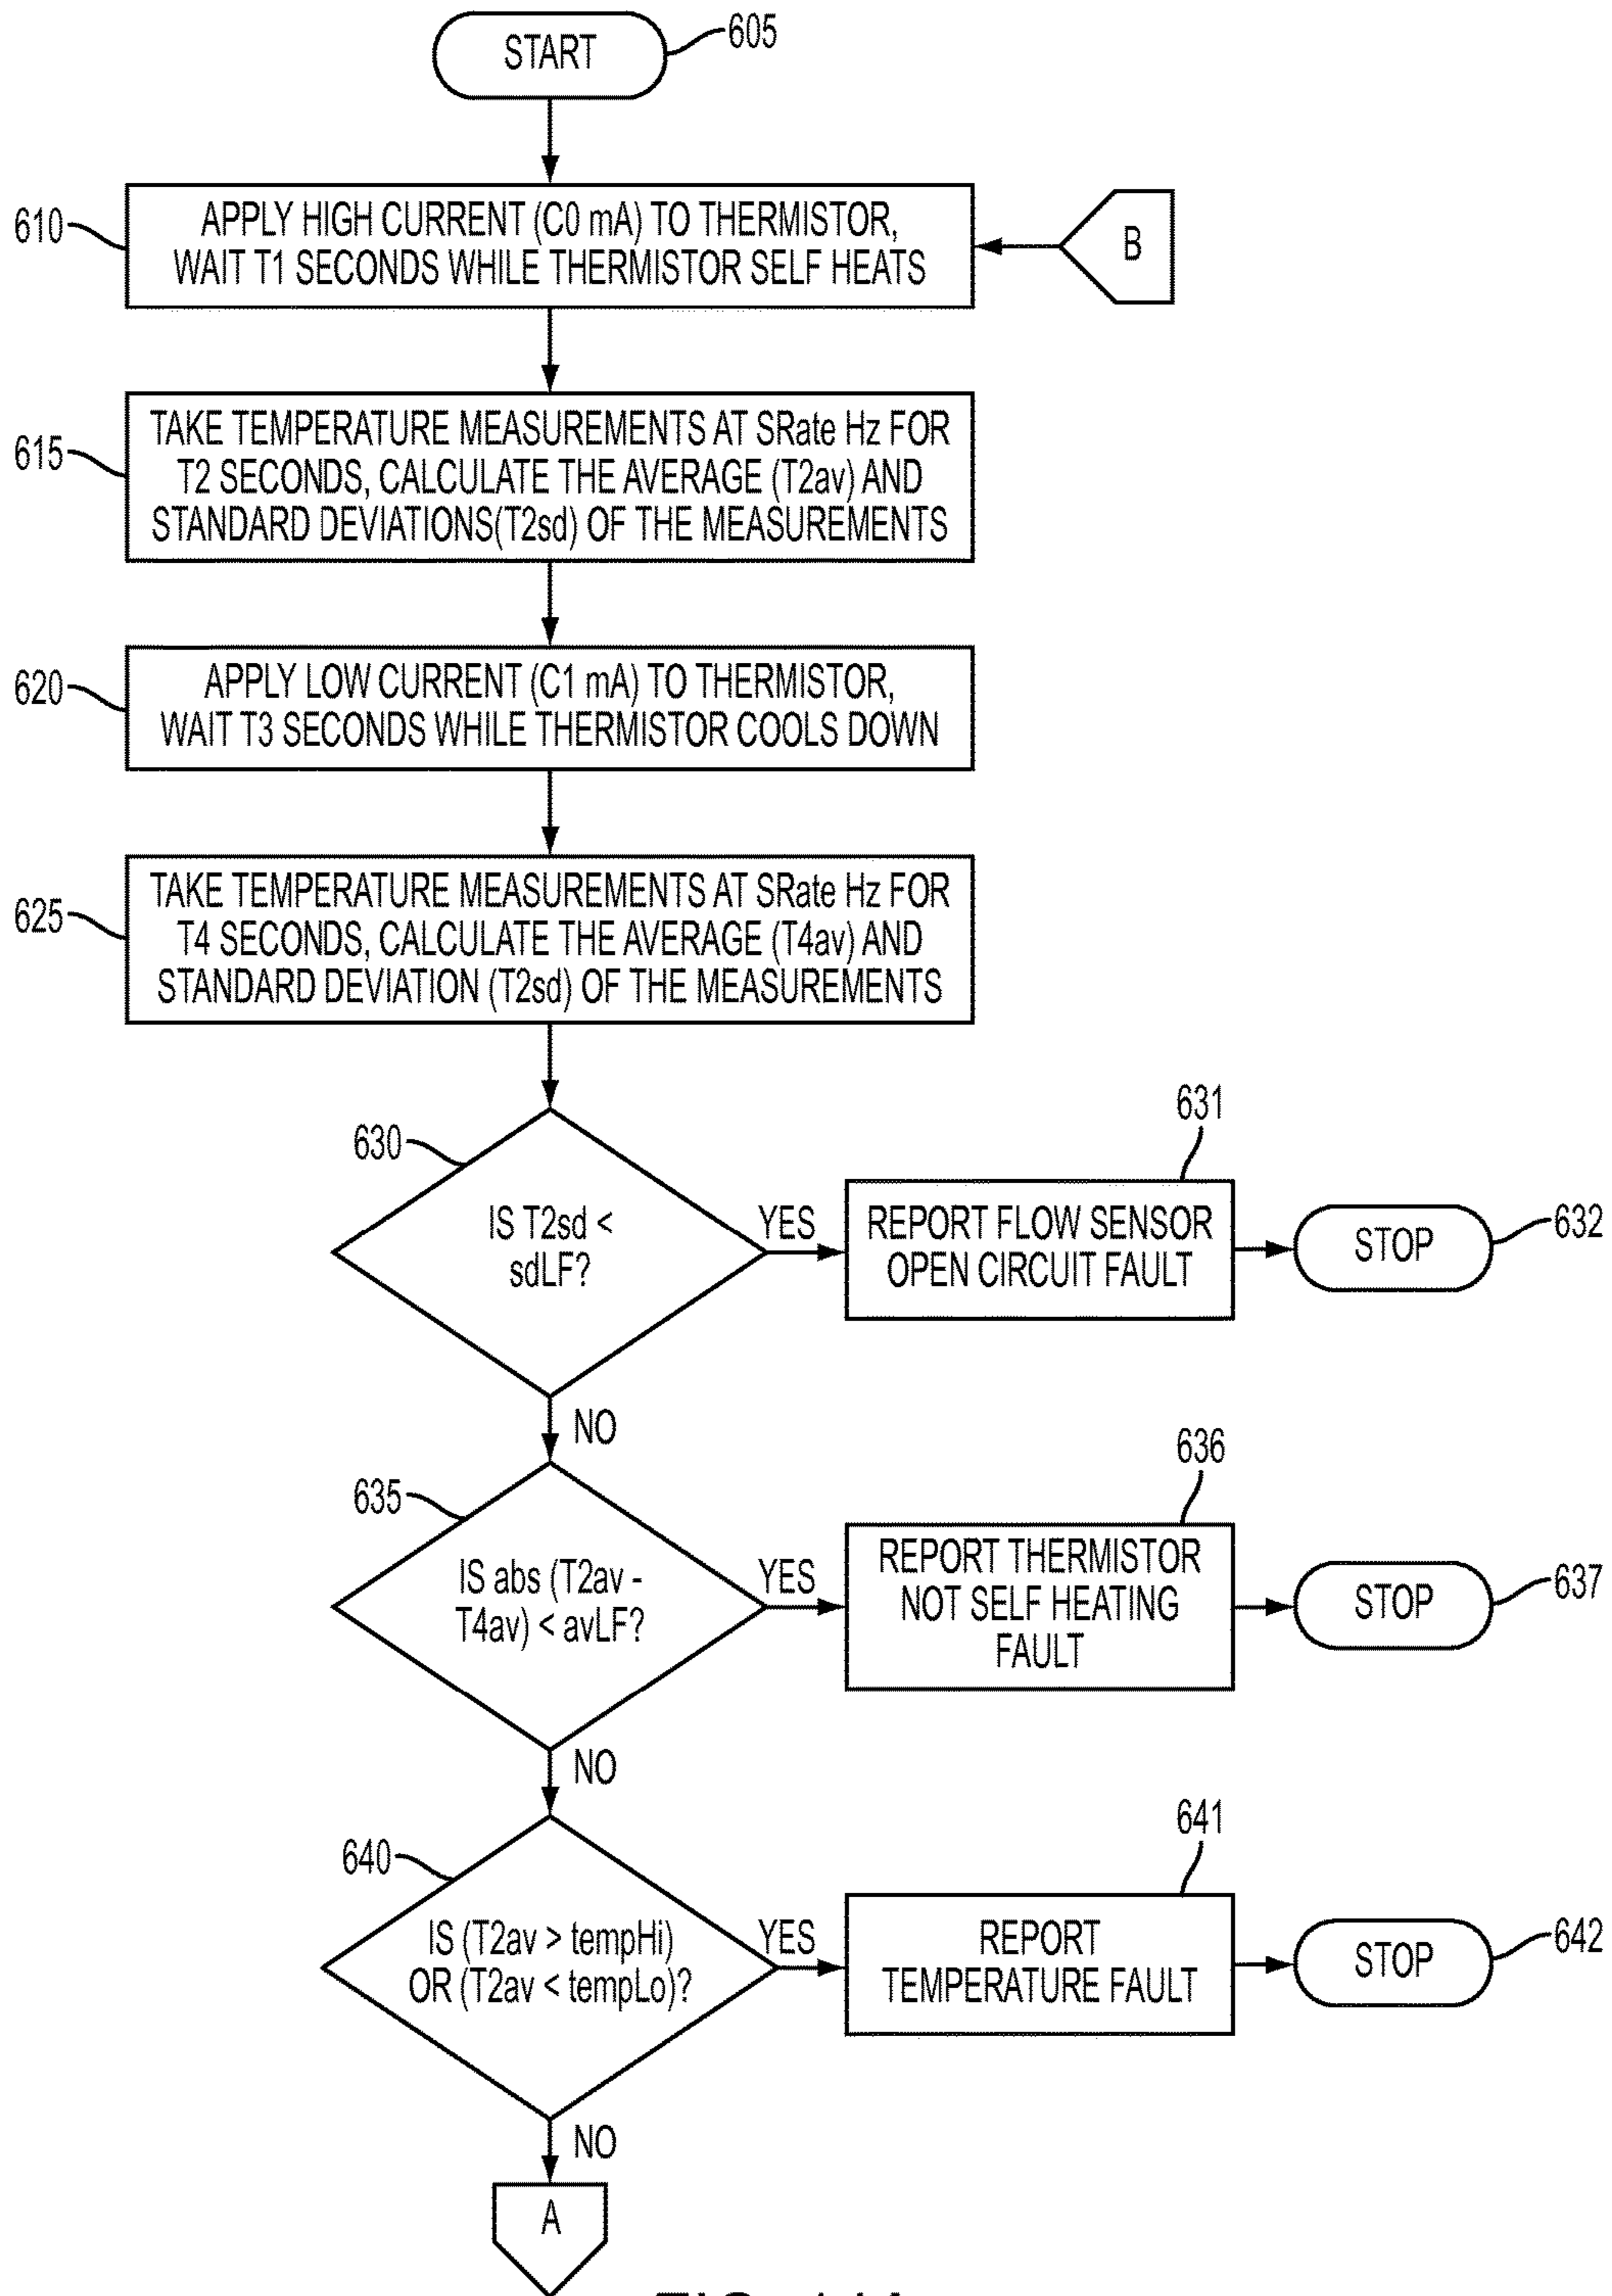 START
605
610
APPLY HIGH CURRENT (C0 mA) TO THERMISTOR,
WAIT T1 SECONDS WHILE THERMISTOR SELF HEATS
B
615
TAKE TEMPERATURE MEASUREMENTS AT SRate Hz FOR
T2 SECONDS, CALCULATE THE AVERAGE (T2av) AND
STANDARD DEVIATIONS(T2sd) OF THE MEASUREMENTS
620
APPLY LOW CURRENT (C1 mA) TO THERMISTOR,
WAIT T3 SECONDS WHILE THERMISTOR COOLS DOWN
625
TAKE TEMPERATURE MEASUREMENTS AT SRate Hz FOR
T4 SECONDS, CALCULATE THE AVERAGE (T4av) AND
STANDARD DEVIATION (T2sd) OF THE MEASUREMENTS
630
IS T2sd <
sdLF?
YES
631
REPORT FLOW SENSOR
OPEN CIRCUIT FAULT
STOP
632
NO
635
IS abs (T2av -
T4av) < avLF?
YES
636
REPORT THERMISTOR
NOT SELF HEATING
FAULT
STOP
637
NO
640
IS (T2av > tempHi)
OR (T2av < tempLo)?
YES
641
REPORT
TEMPERATURE FAULT
STOP
642
NO
A